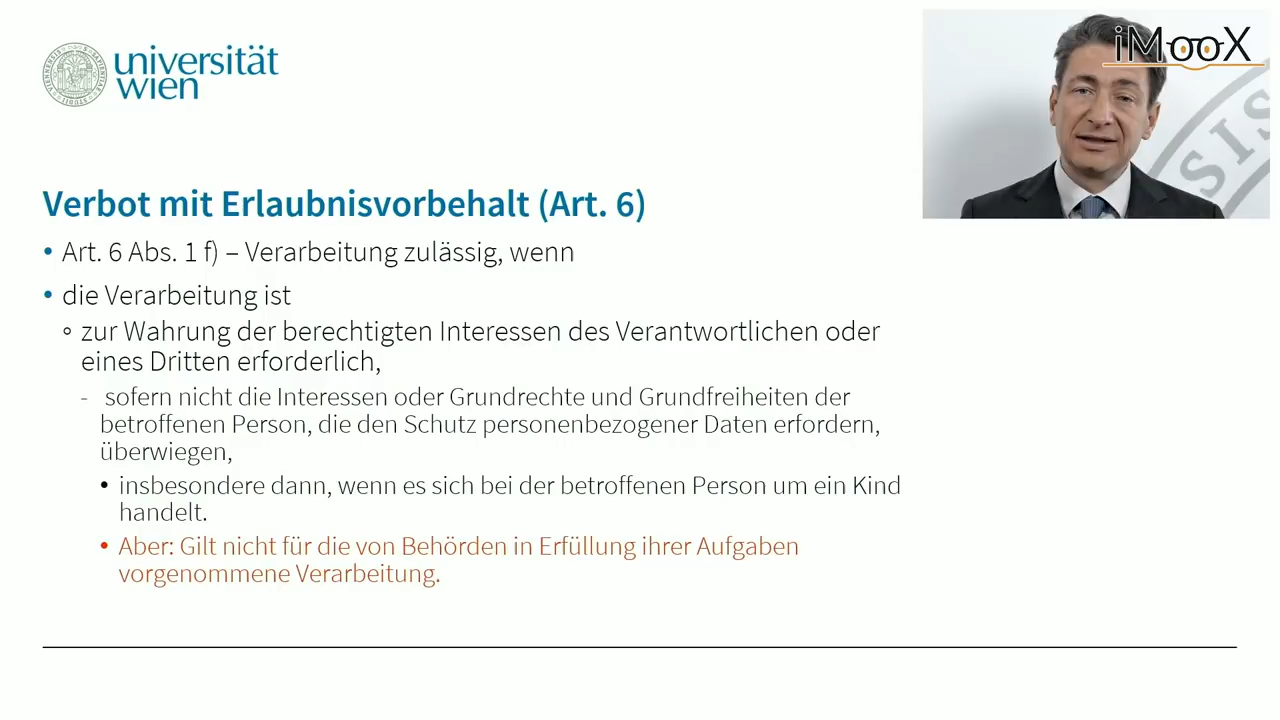 universität
wien
iMooX
SIS
Verbot mit Erlaubnisvorbehalt (Art. 6)
• Art. 6 Abs. 1 f) – Verarbeitung zulässig, wenn
• die Verarbeitung ist
◦ zur Wahrung der berechtigten Interessen des Verantwortlichen oder
eines Dritten erforderlich,
- sofern nicht die Interessen oder Grundrechte und Grundfreiheiten der
betroffenen Person, die den Schutz personenbezogener Daten erfordern,
überwiegen,
• insbesondere dann, wenn es sich bei der betroffenen Person um ein Kind
handelt.
• Aber: Gilt nicht für die von Behörden in Erfüllung ihrer Aufgaben
vorgenommene Verarbeitung.